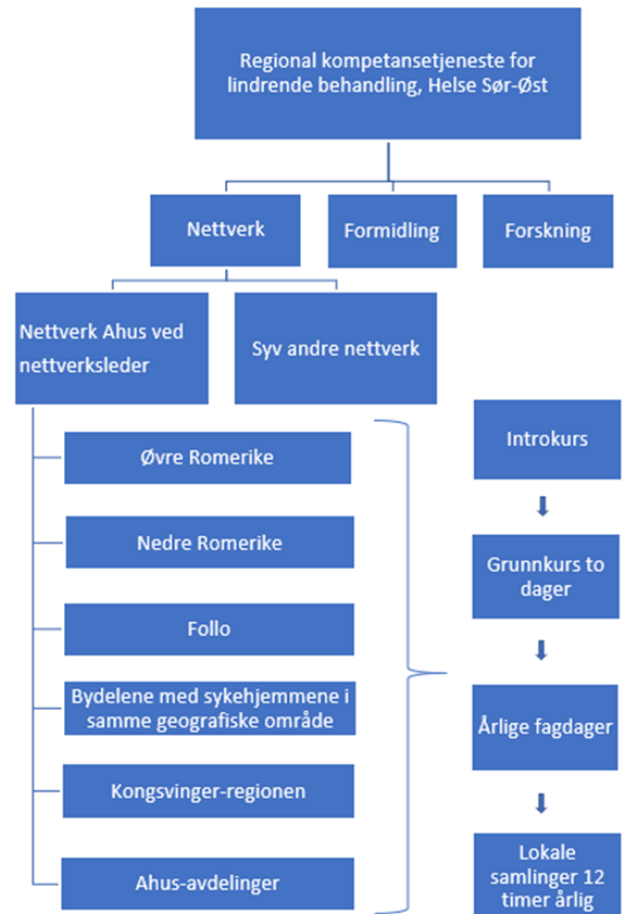 Regional kompetansetjeneste for
lindrende behandling, Helse Sør-Øst
Nettverk
Formidling
Forskning
Nettverk Ahus ved
nettverksleder
Syv andre nettverk
Øvre Romerike
Nedre Romerike
Follo
Bydelene med sykehjemmene i
samme geografiske område
Kongsvinger-regionen
Ahus-avdelinger
Introkurs
Grunnkurs to
dager
Årlige fagdager
Lokale
samlinger 12
timer årlig